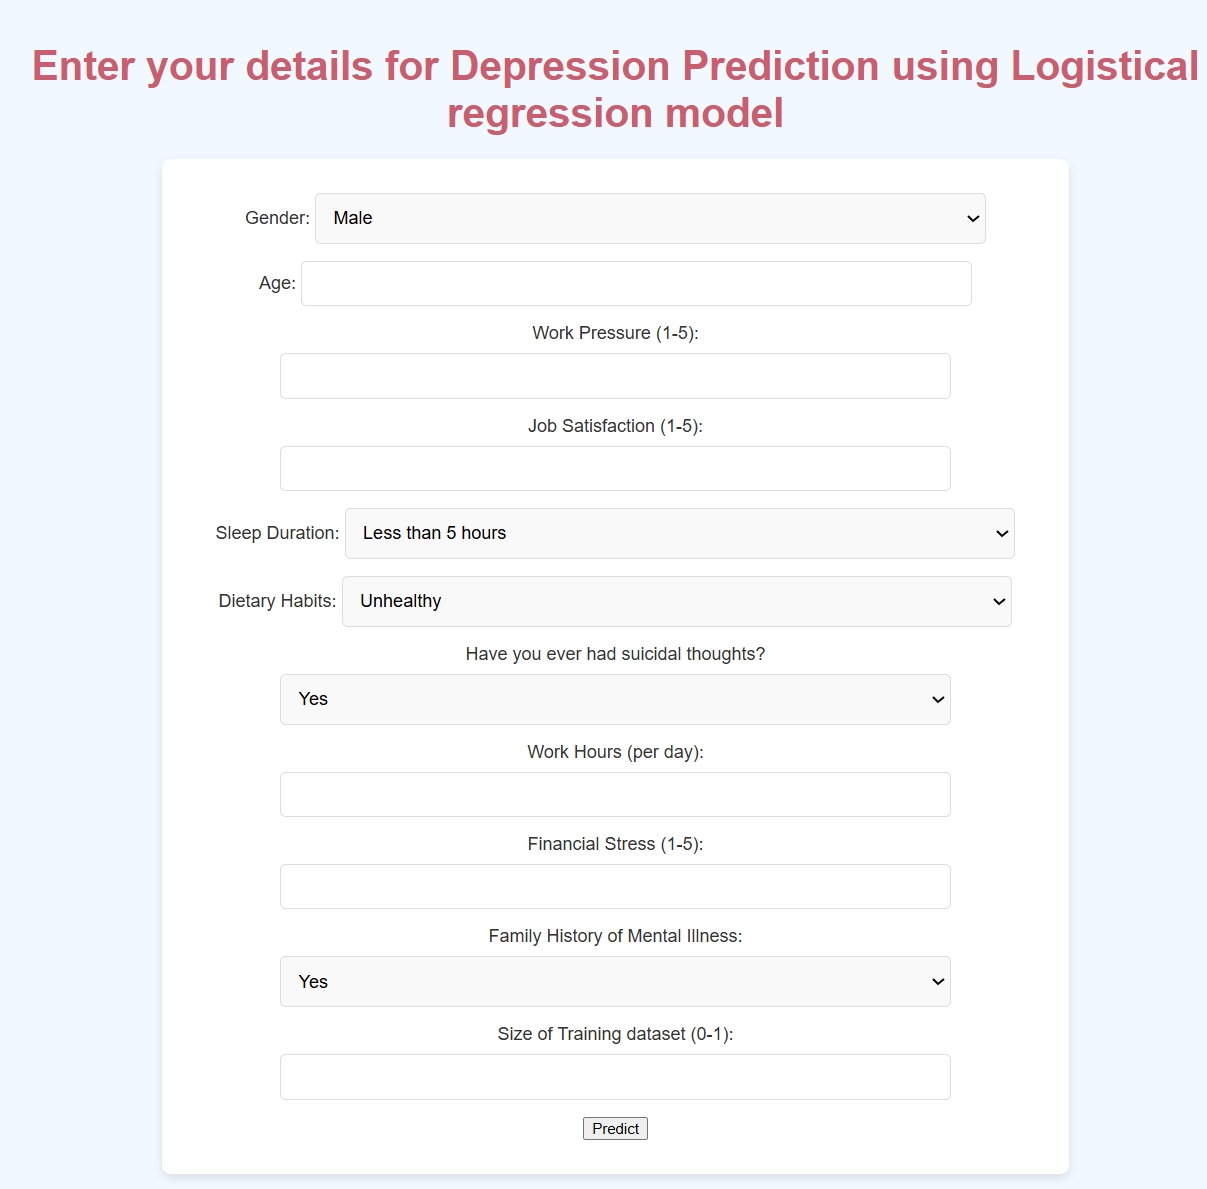 Enter your details for Depression Prediction using Logistical
regression model
Gender: Male
Age:
Work Pressure (1-5):
Job Satisfaction (1-5):
Sleep Duration: Less than 5 hours
Dietary Habits: Unhealthy
Have you ever had suicidal thoughts?
Yes
Work Hours (per day):
Financial Stress (1-5):
Family History of Mental Illness:
Yes
Size of Training dataset (0-1):
Predict